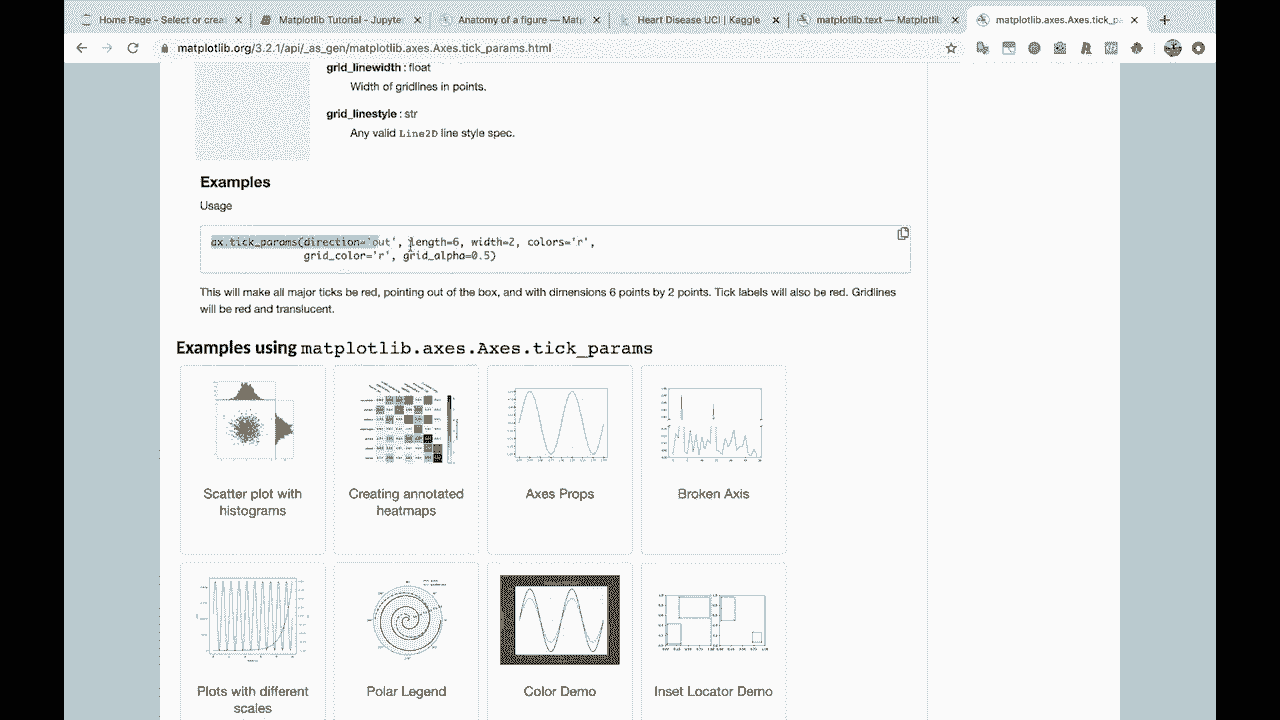 Home Page - Select or crea
Matplotlib Tutorial - Jupyte
Anatomy of a figure — Mat
Heart Disease UCI | Kaggle
matplotlib.text — Matplotli
matplotlib.axes.Axes.tick_pa
matplotlib.org/3.2.1/api/_as_gen/matplotlib.axes.Axes.tick_params.html
grid_linewidth : float
Width of gridlines in points.
grid_linestyle : str
Any valid Line2D line style spec.
Examples
Usage
ax.tick_params(direction='out', length=6, width=2, colors='r',
grid_color='r', grid_alpha=0.5)
This will make all major ticks be red, pointing out of the box, and with dimensions 6 points by 2 points. Tick labels will also be red. Gridlines
will be red and translucent.
Examples using matplotlib.axes.Axes.tick_params
Scatter plot with
histograms
Creating annotated
heatmaps
Axes Props
Broken Axis
Plots with different
scales
Polar Legend
Color Demo
Inset Locator Demo